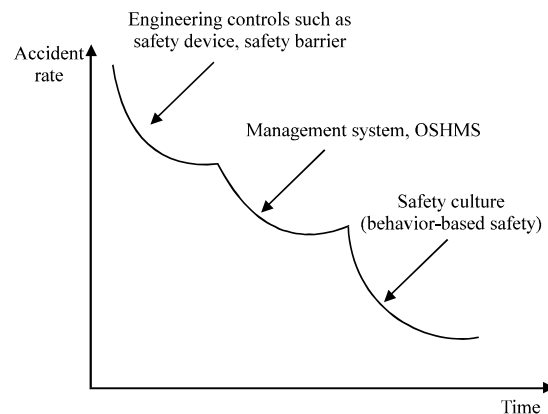 Engineering controls such as
safety device, safety barrier
Accident
rate
Management system, OSHMS
Safety culture
(behavior-based safety)
Time